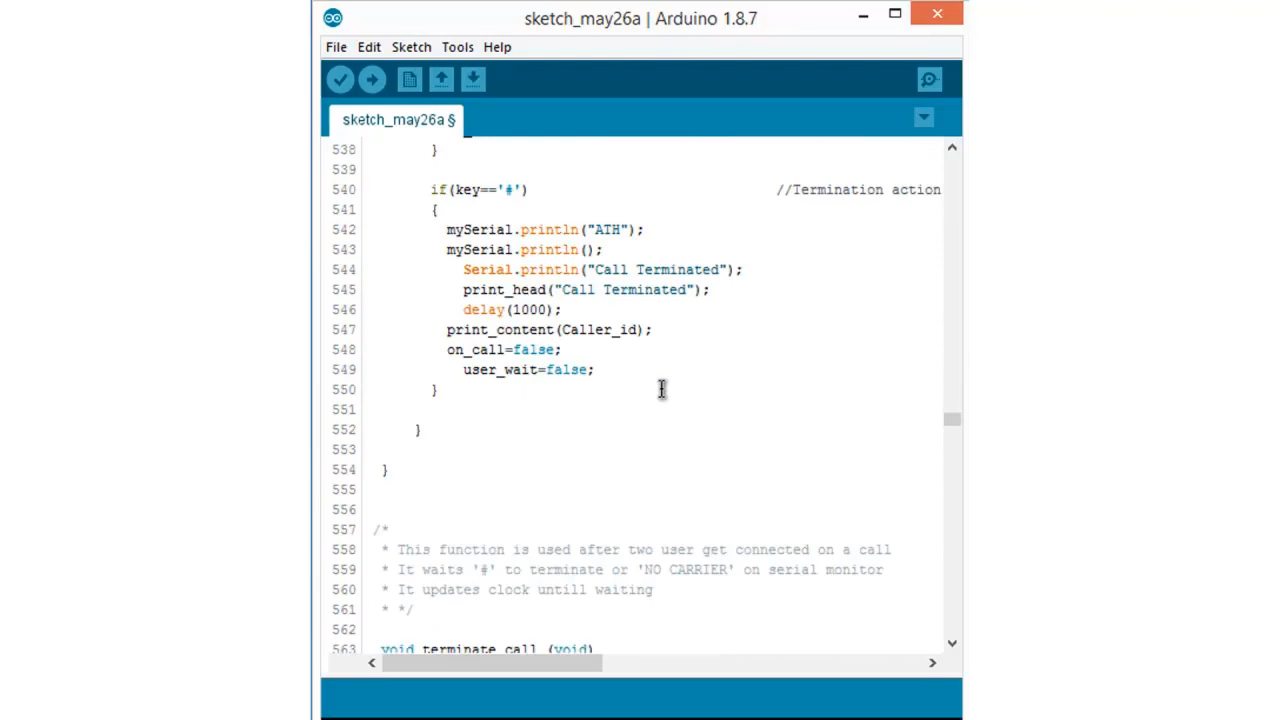 sketch_may26a | Arduino 1.8.7
File Edit Sketch Tools Help
sketch_may26a §
538 }
539
540 if(key=='#') //Termination action
541 {
542 mySerial.println("ATH");
543 mySerial.println();
544 Serial.println("Call Terminated");
545 print_head("Call Terminated");
546 delay(1000);
547 print_content(Caller_id);
548 on_call=false;
549 user_wait=false;
550 }
551
552 }
553
554 }
555
556
557 /*
558 * This function is used after two user get connected on a call
559 * It waits '#' to terminate or 'NO CARRIER' on serial monitor
560 * It updates clock untill waiting
561 * */
562
563 void terminate_call (void)